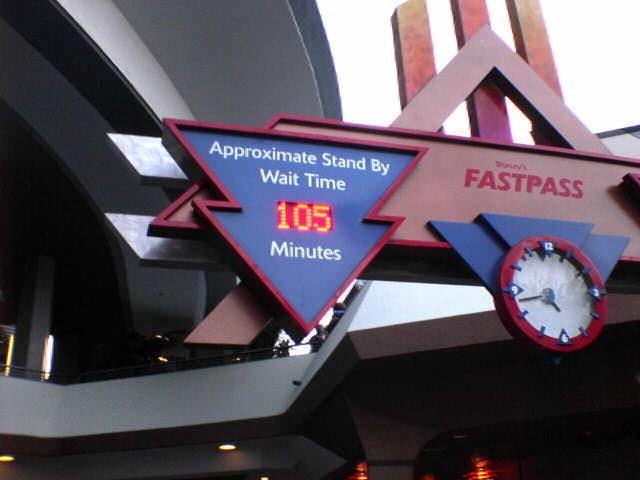 Approximate Stand By
Wait Time
105
Minutes
Disney's
FASTPASS
12
3
6
9